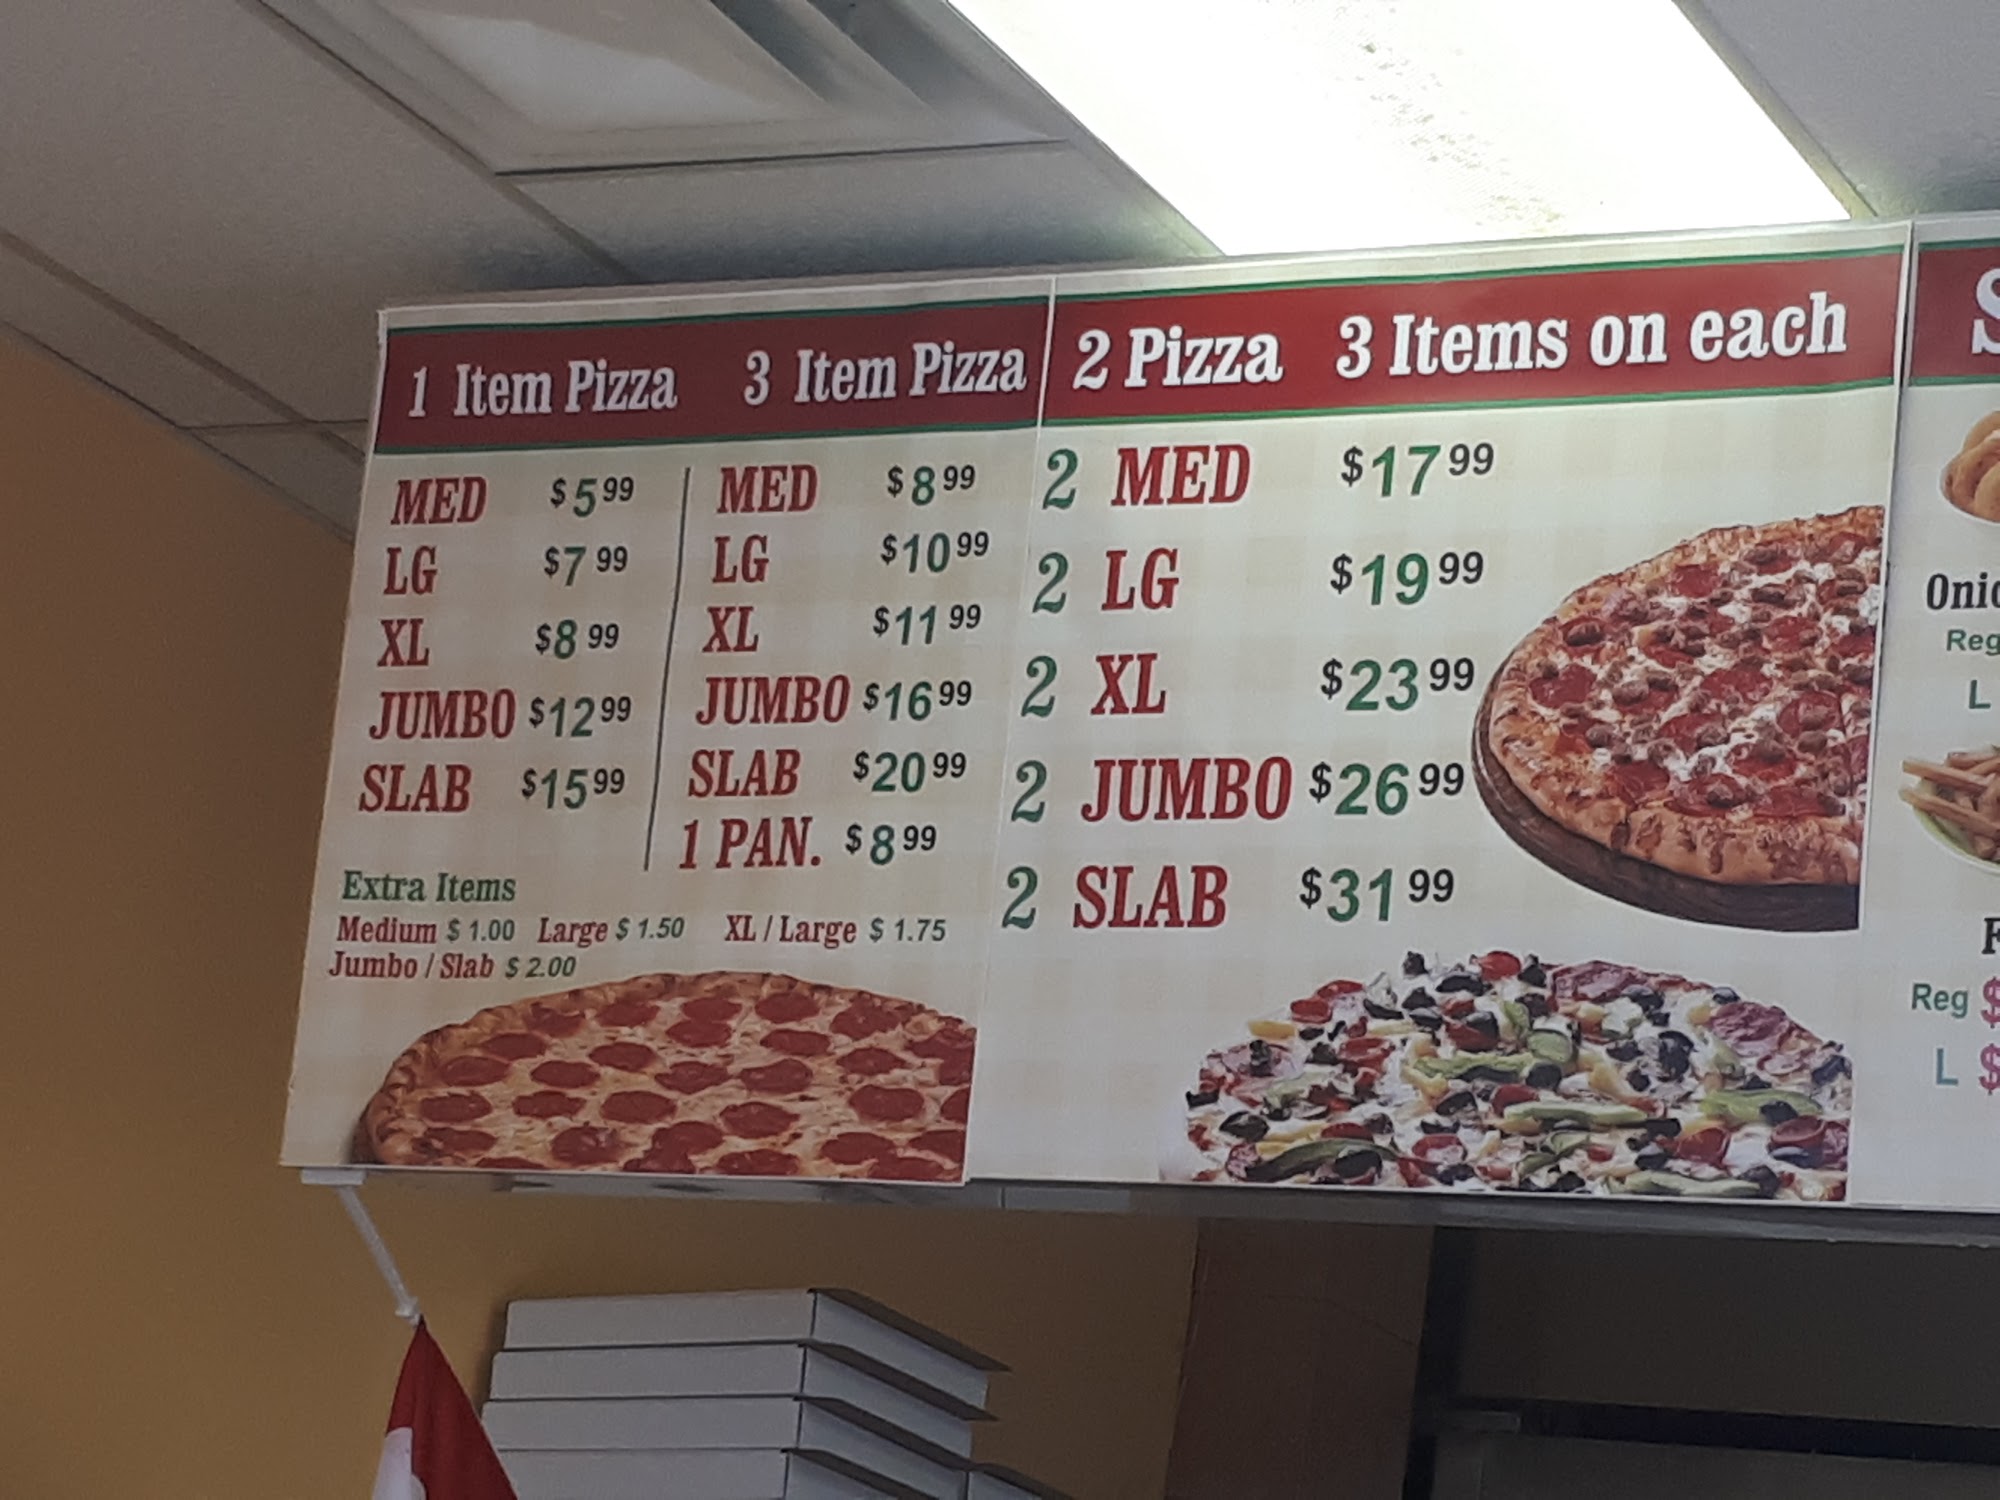 1 Item Pizza
MED $5.99
LG $7.99
XL $8.99
JUMBO $12.99
SLAB $15.99
3 Item Pizza
MED $8.99
LG $10.99
XL $11.99
JUMBO $16.99
SLAB $20.99
1 PAN. $8.99
Extra Items
Medium $ 1.00 Large $ 1.50 XL / Large $ 1.75
Jumbo / Slab $ 2.00
2 Pizza 3 Items on each
2 MED $17.99
2 LG $19.99
2 XL $23.99
2 JUMBO $26.99
2 SLAB $31.99
S
Onio
Reg
L
F
Reg $
L $